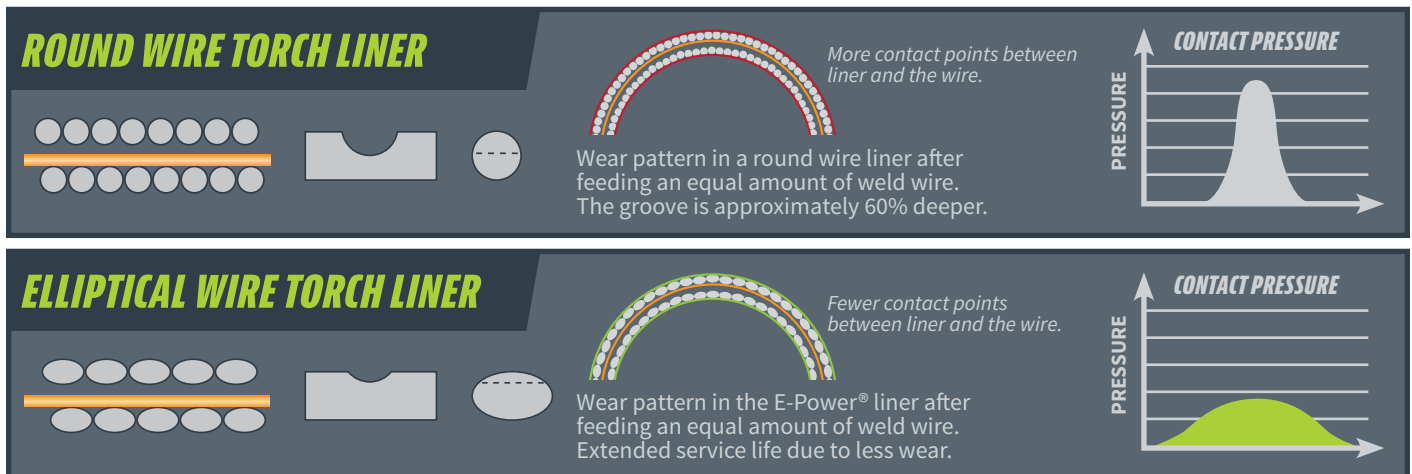 ROUND WIRE TORCH LINER
More contact points between
liner and the wire.
Wear pattern in a round wire liner after
feeding an equal amount of weld wire.
The groove is approximately 60% deeper.
CONTACT PRESSURE
PRESSURE
ELLIPTICAL WIRE TORCH LINER
Fewer contact points
between liner and the wire.
Wear pattern in the E-Power® liner after
feeding an equal amount of weld wire.
Extended service life due to less wear.
CONTACT PRESSURE
PRESSURE